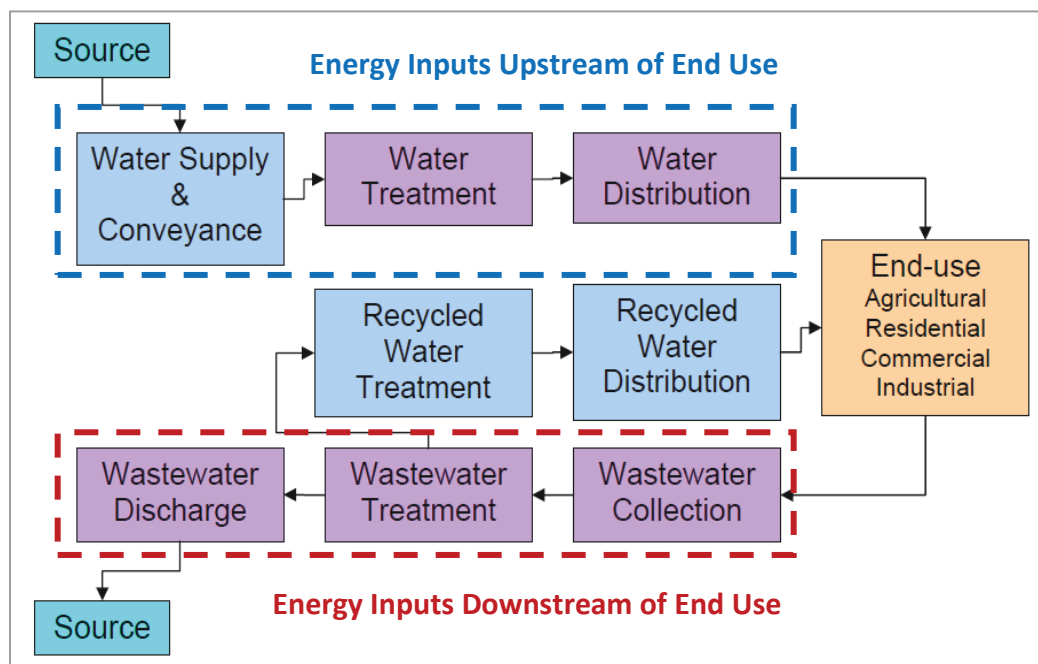 Source
Energy Inputs Upstream of End Use
Water Supply
&
Conveyance
Water
Treatment
Water
Distribution
End-use
Agricultural
Residential
Commercial
Industrial
Recycled
Water
Treatment
Recycled
Water
Distribution
Wastewater
Discharge
Wastewater
Treatment
Wastewater
Collection
Energy Inputs Downstream of End Use
Source